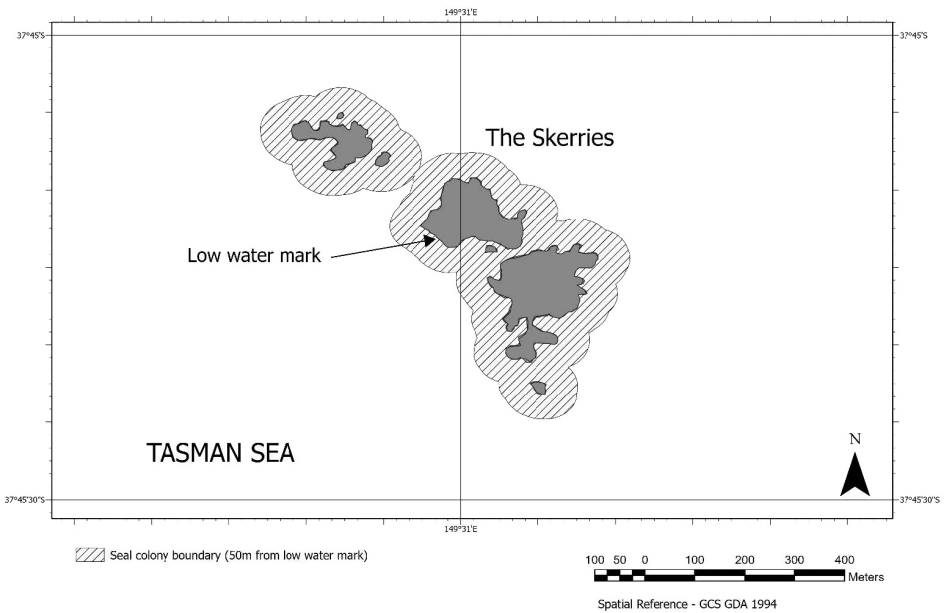 149°31'E
37°45'S
37°45'S
The Skerries
Low water mark
TASMAN SEA
N
37°45'30"S
37°45'30"S
149°31'E
Seal colony boundary (50m from low water mark)
100 50 0 100 200 300 400
Meters
Spatial Reference - GCS GDA 1994